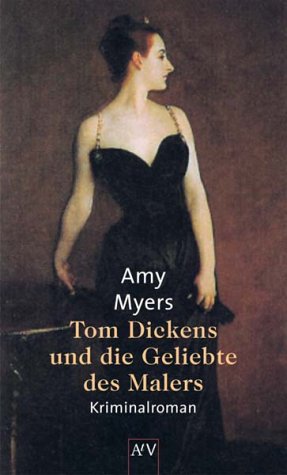 Amy
Myers
Tom Dickens
und die Geliebte
des Malers
Kriminalroman
AtV